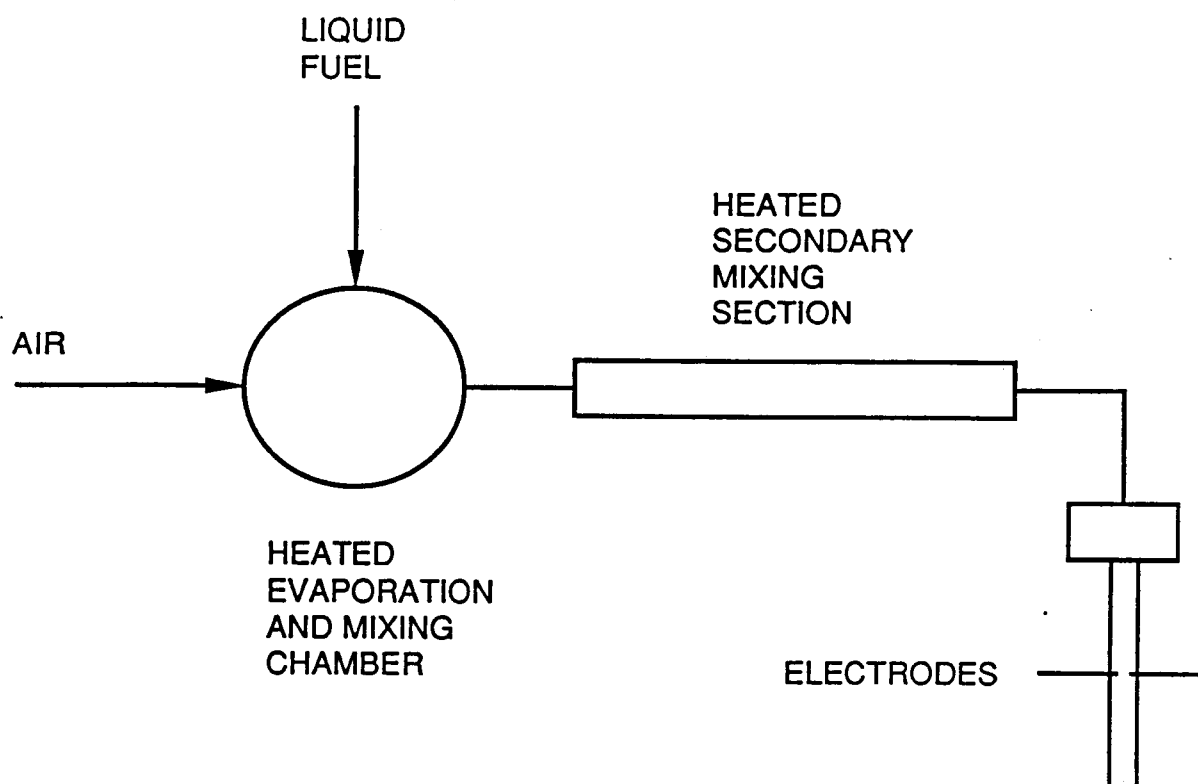 LIQUID
FUEL
HEATED
SECONDARY
MIXING
SECTION
AIR
HEATED
EVAPORATION
AND MIXING
CHAMBER
ELECTRODES